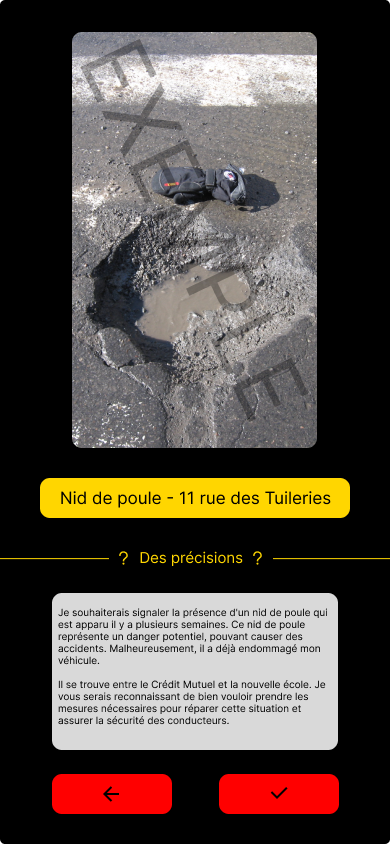 EXEMPLE
Nid de poule - 11 rue des Tuileries
? Des précisions ?
Je souhaiterais signaler la présence d'un nid de poule qui
est apparu il y a plusieurs semaines. Ce nid de poule
représente un danger potentiel, pouvant causer des
accidents. Malheureusement, il a déjà endommagé mon
véhicule.
Il se trouve entre le Crédit Mutuel et la nouvelle école. Je
vous serais reconnaissant de bien vouloir prendre les
mesures nécessaires pour réparer cette situation et
assurer la sécurité des conducteurs.